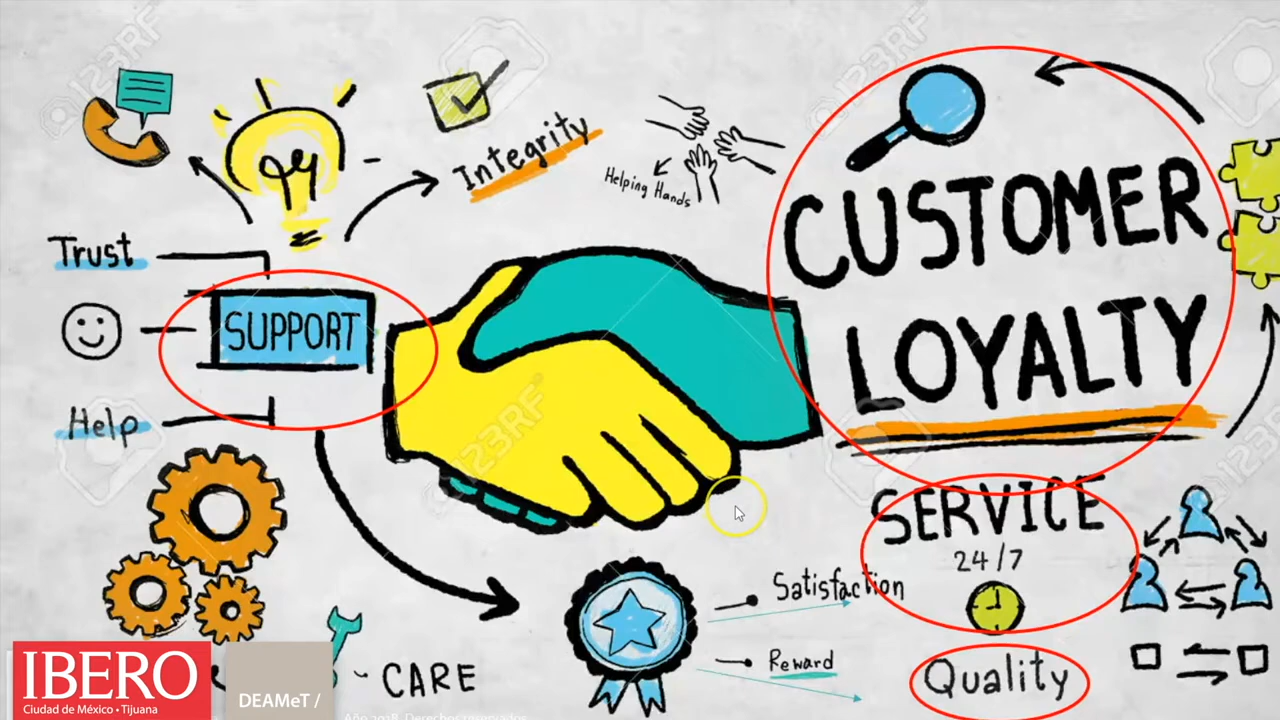 Integrity
Helping Hands
CUSTOMER
LOYALTY
Trust
SUPPORT
Help
SERVICE
24/7
Satisfaction
Reward
Quality
CARE
IBERO
Ciudad de México • Tijuana
DEAMeT /
123RF